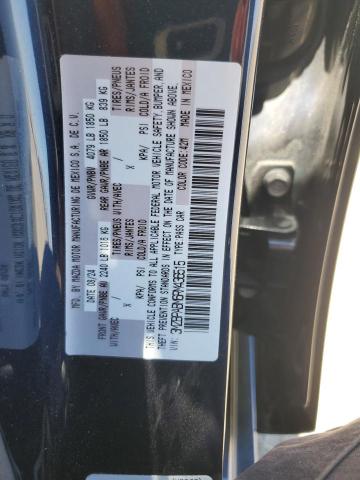 MFG. BY MAZDA MOTOR MANUFACTURING DE MEXICO S.A. DE C.V.
DATE: 08/24 GVWR/PNBV 4079 LB 1850 KG
GAWR/PNBE AV 2240 LB 1016 KG REAR GAWR/PNBE AR 1850 LB 839 KG
WITH/AVEC TIRES/PNEUS WITH/AVEC TIRES/PNEUS
X RIMS/JANTES X RIMS/JANTES
KPA/ PSI COLD/A FROID KPA/ PSI COLD/A FROID
THIS VEHICLE CONFORMS TO ALL APPLICABLE FEDERAL MOTOR VEHICLE SAFETY, BUMPER, AND
THEFT PREVENTION STANDARDS IN EFFECT ON THE DATE OF MANUFACTURE SHOWN ABOVE.
VIN: TYPE:PASS CAR COLOR CODE: 42M
MADE IN MEXICO